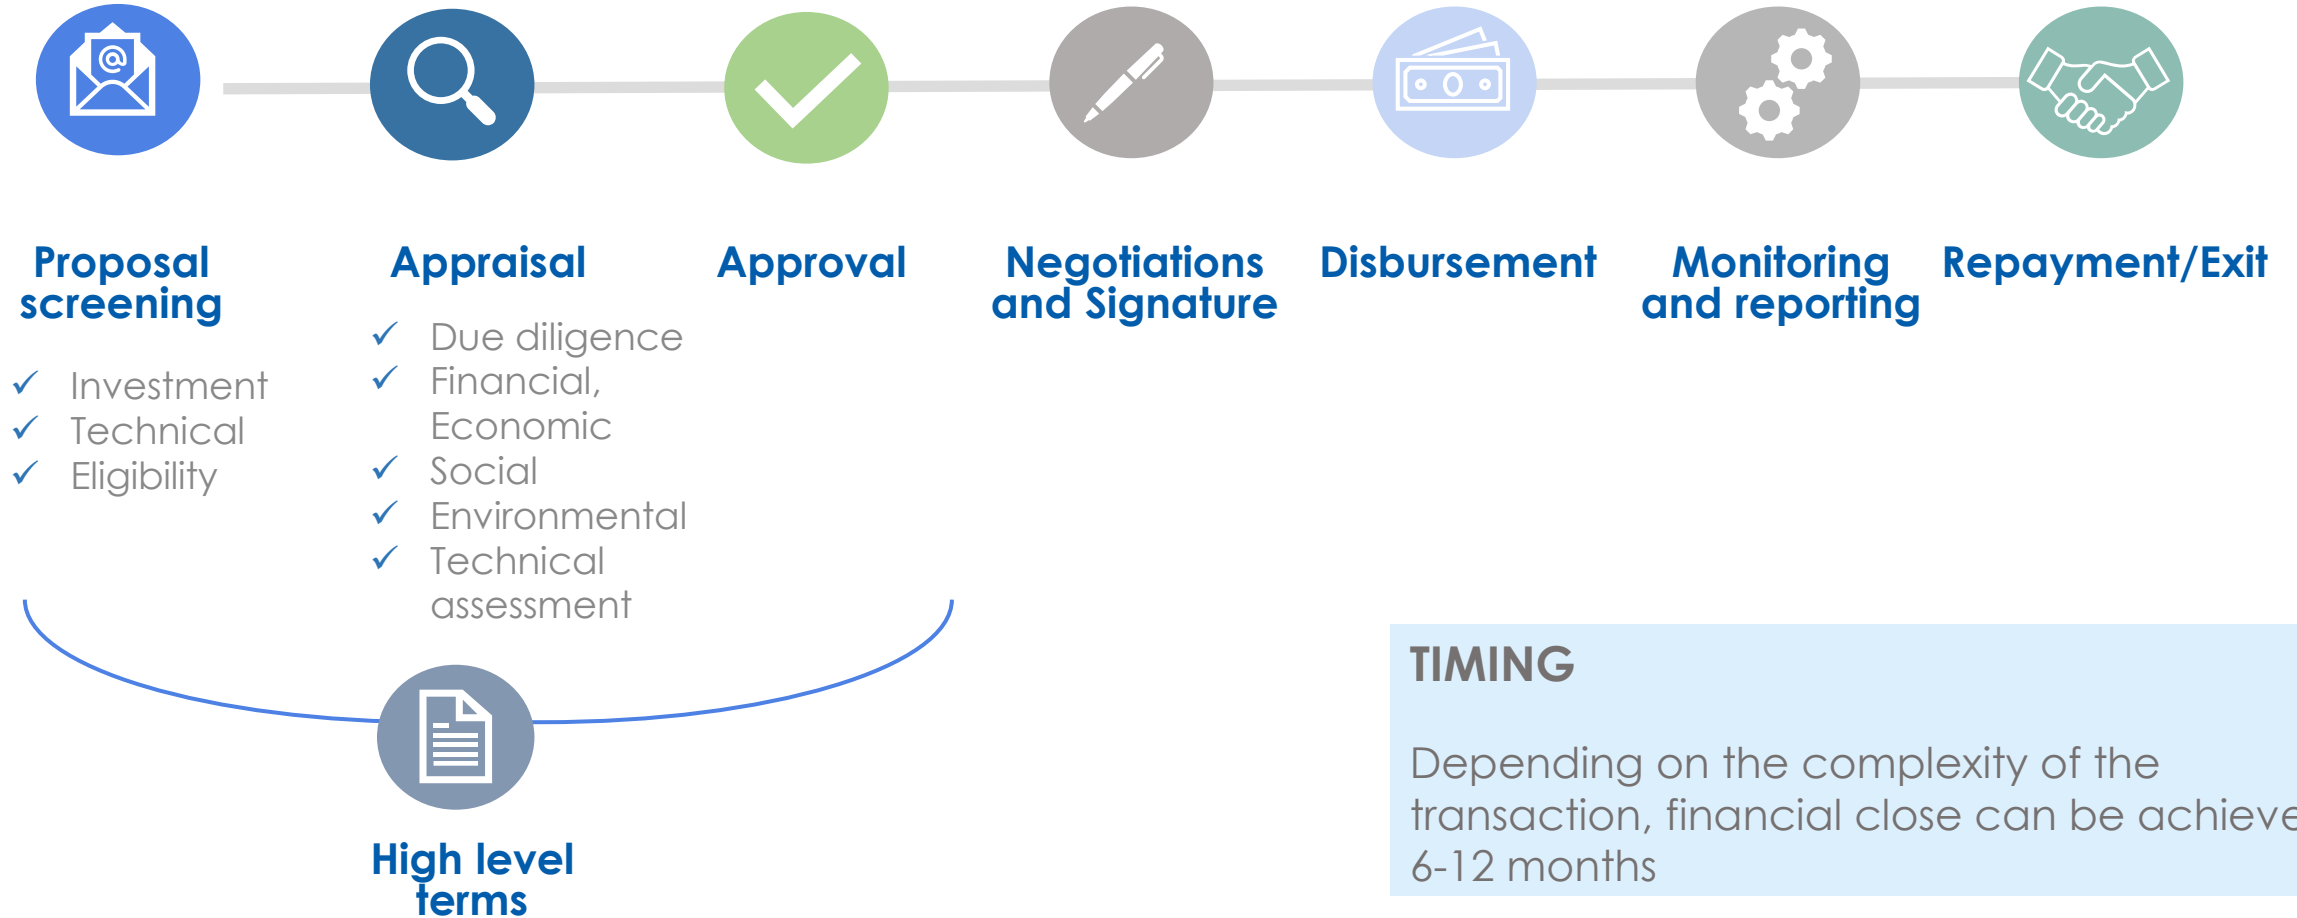 Proposal
screening
Investment
Technical
Eligibility
Appraisal
Due diligence
Financial,
Economic
Social
Environmental
Technical
assessment
Approval
Negotiations
and Signature
Disbursement
Monitoring
and reporting
Repayment/Exit
High level
terms
TIMING
Depending on the complexity of the
transaction, financial close can be achieve
6-12 months